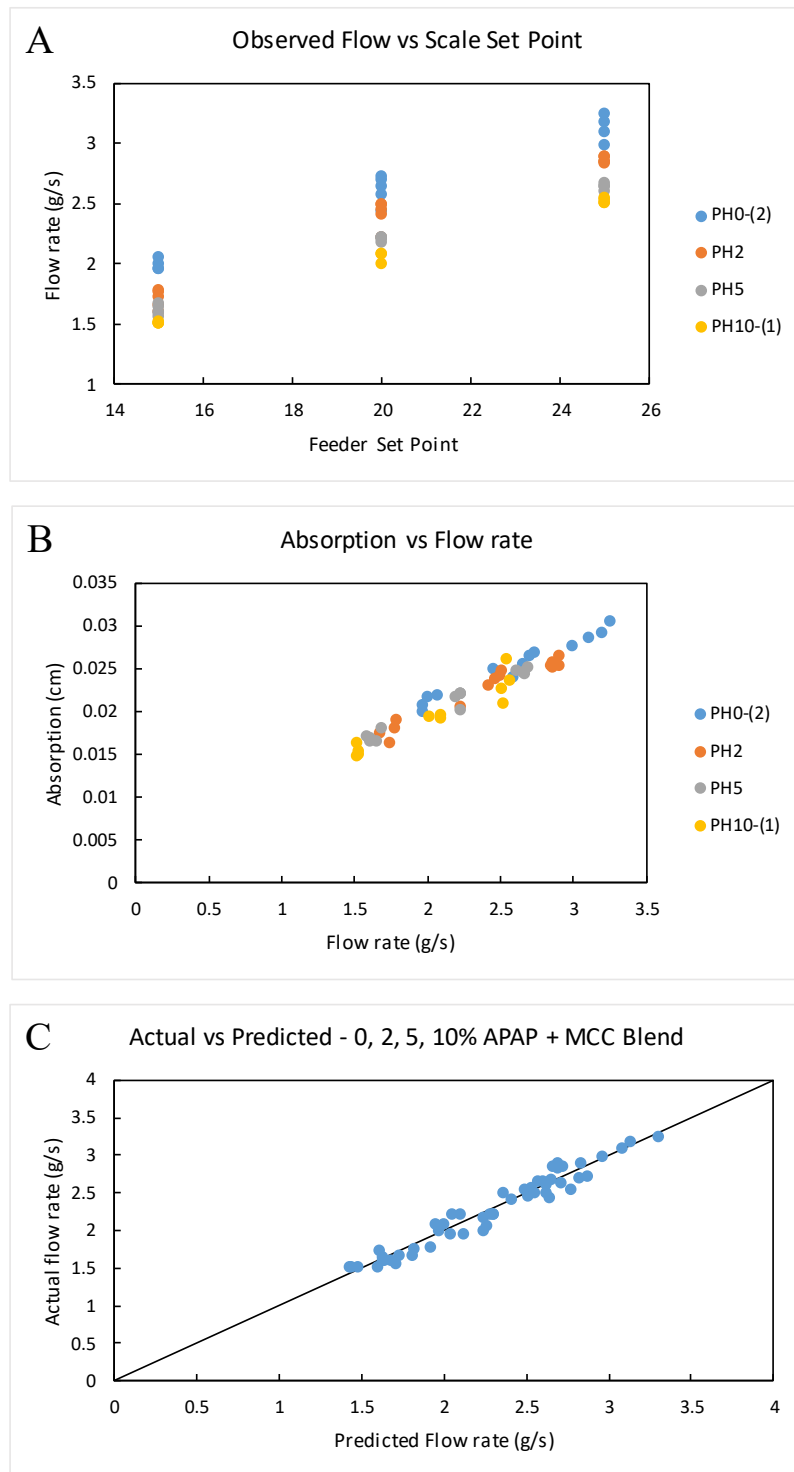 A
Observed Flow vs Scale Set Point
3.5
3
2.5
2
1.5
1
Flow rate (g/s)
14 16 18 20 22 24 26
Feeder Set Point
PH0-(2)
PH2
PH5
PH10-(1)
B
Absorption vs Flow rate
0.035
0.03
0.025
0.02
0.015
0.01
0.005
0
Absorption (cm)
0 0.5 1 1.5 2 2.5 3 3.5
Flow rate (g/s)
PH0-(2)
PH2
PH5
PH10-(1)
C
Actual vs Predicted - 0, 2, 5, 10% APAP + MCC Blend
4
3.5
3
2.5
2
1.5
1
0.5
0
Actual flow rate (g/s)
0 0.5 1 1.5 2 2.5 3 3.5 4
Predicted Flow rate (g/s)